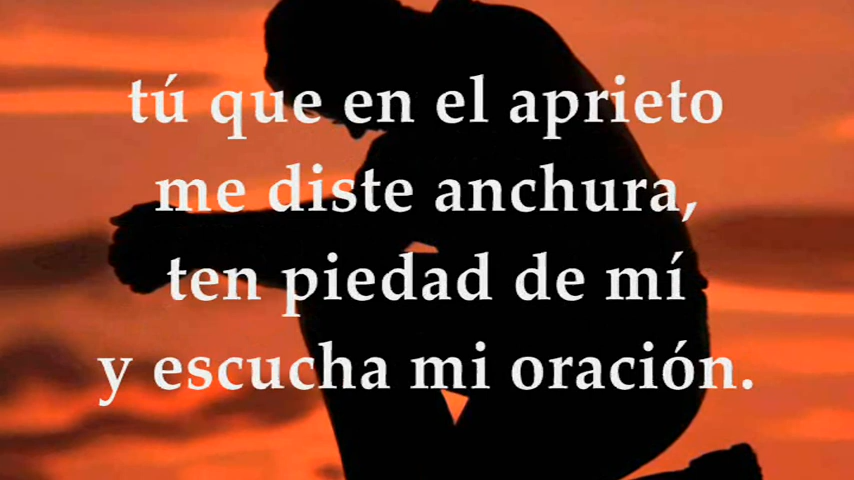 tú que en el aprieto
me diste anchura,
ten piedad de mí
y escucha mi oración.